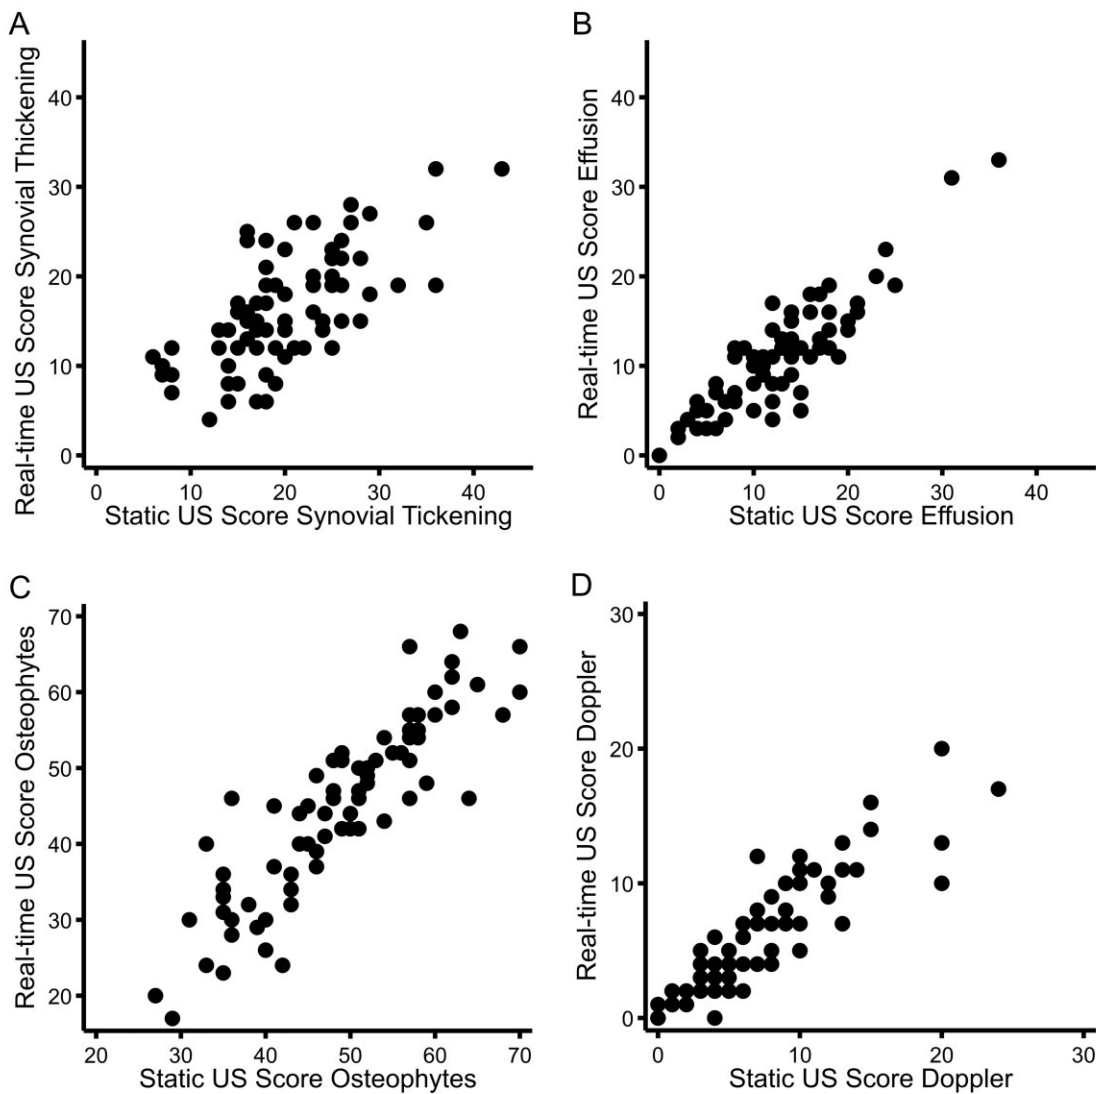 A
Real-time US Score Synovial Thickening
40
30
20
10
0
0 10 20 30 40
Static US Score Synovial Tickening
B
Real-time US Score Effusion
40
30
20
10
0
0 10 20 30 40
Static US Score Effusion
C
Real-time US Score Osteophytes
70
60
50
40
30
20
20 30 40 50 60 70
Static US Score Osteophytes
D
Real-time US Score Doppler
30
20
10
0
0 10 20 30
Static US Score Doppler